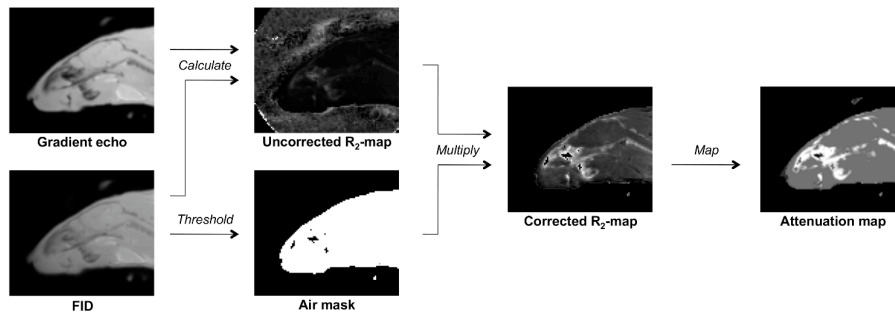 Calculate
Gradient echo
Uncorrected R₂-map
Multiply
Map
Threshold
Corrected R₂-map
Attenuation map
FID
Air mask